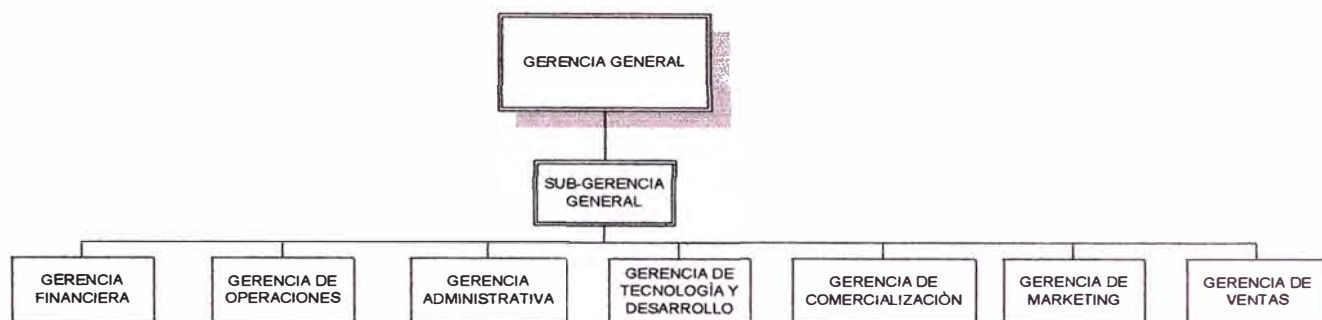 GERENCIA GENERAL
SUB-GERENCIA
GENERAL
GERENCIA
FINANCIERA
GERENCIA DE
OPERACIONES
GERENCIA
ADMINISTRATIVA
GERENCIA DE
TECNOLOGÍA Y
DESARROLLO
GERENCIA DE
COMERCIALIZACIÒN
GERENCIA DE
MARKETING
GERENCIA DE
VENTAS